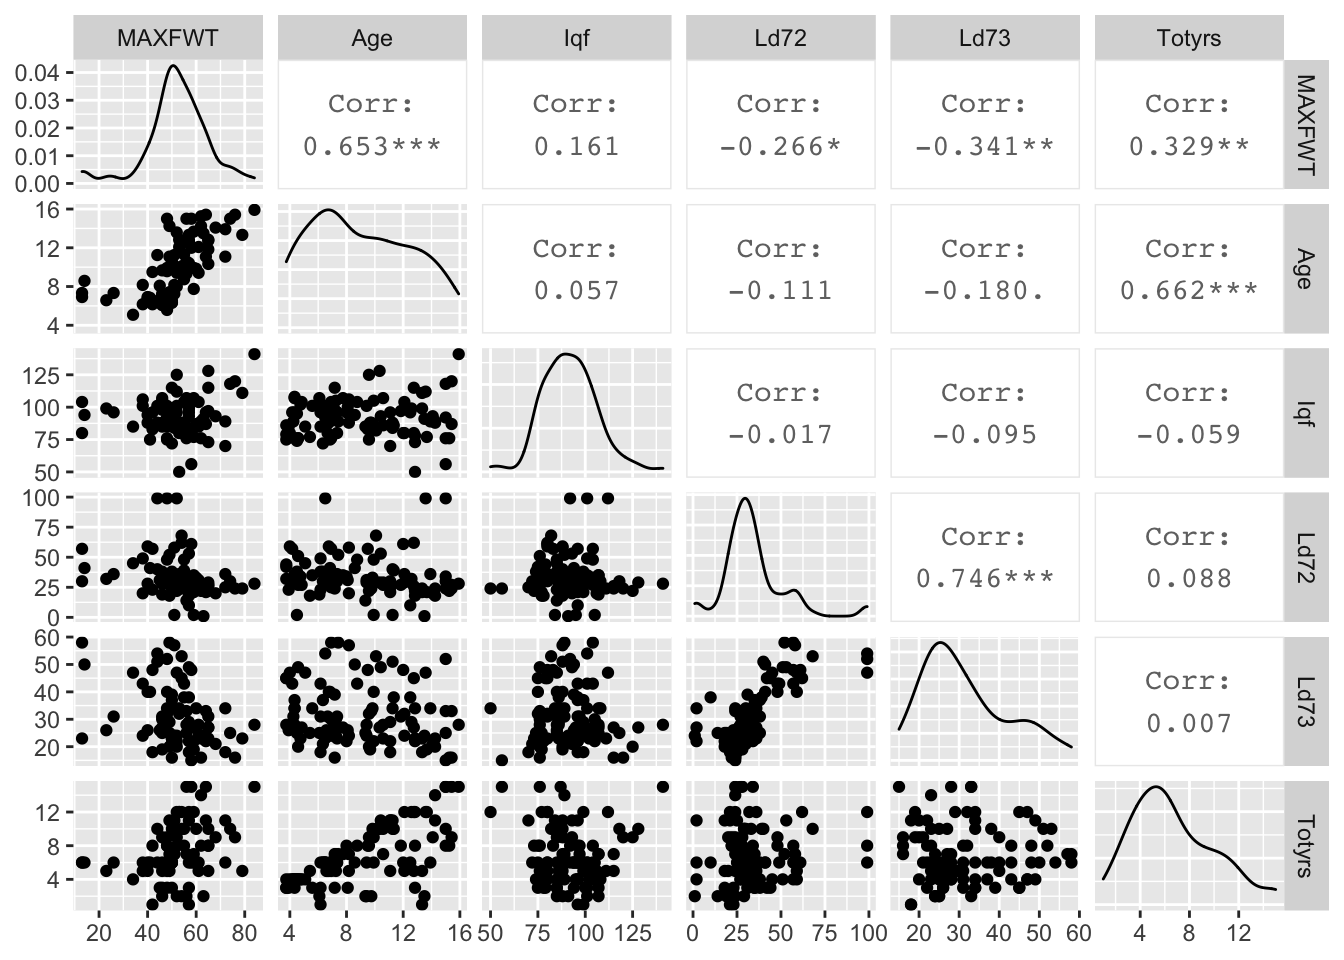 MAXFWT Age Iqf Ld72 Ld73 Totyrs
0.04
0.03
0.02
0.01
0.00
Corr:
0.653***
Corr:
0.161
Corr:
-0.266*
Corr:
-0.341**
Corr:
0.329**
MAXFWT
16
12
8
4
Corr:
0.057
Corr:
-0.111
Corr:
-0.180.
Corr:
0.662***
Age
125
100
75
50
Corr:
-0.017
Corr:
-0.095
Corr:
-0.059
Iqf
100
75
50
25
0
Corr:
0.746***
Corr:
0.088
Ld72
60
50
40
30
20
Corr:
0.007
Ld73
12
8
4
Totyrs
20 40 60 80 4 8 12 16 50 75 100 125 0 25 50 75 100 20 30 40 50 60 4 8 12